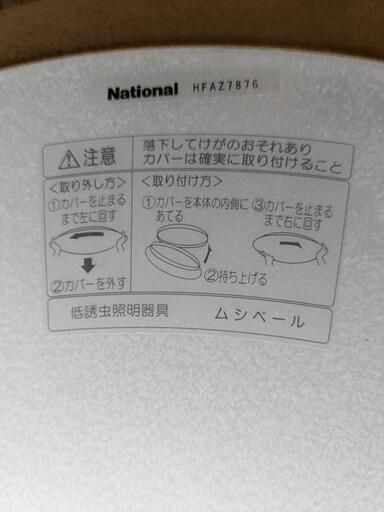 National HFAZ7876
⚠注意
落下してけがのおそれあり
カバーは確実に取り付けること
<取り外し方>
①カバーを止まる
まで左に回す
②カバーを外す
<取り付け方>
①カバーを本体の内側に
あてる
②持ち上げる
③カバーを止まる
まで右に回す
低誘虫照明器具 ムシベール